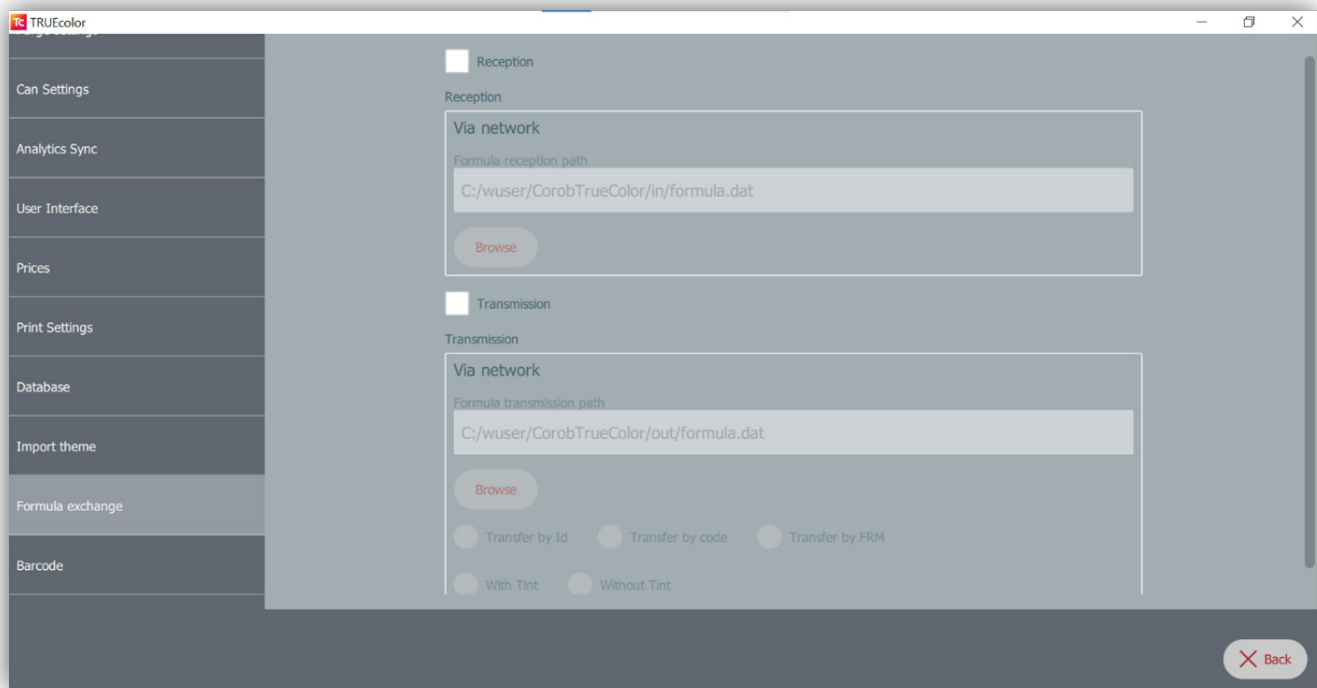 Tc TRUEcolor
Can Settings
Analytics Sync
User Interface
Prices
Print Settings
Database
Import theme
Formula exchange
Barcode
Reception
Reception
Via network
Formula reception path
C:/wuser/CorobTrueColor/in/formula.dat
Browse
Transmission
Transmission
Via network
Formula transmission path
C:/wuser/CorobTrueColor/out/formula.dat
Browse
Transfer by Id Transfer by code Transfer by FRM
With Tint Without Tint
Back